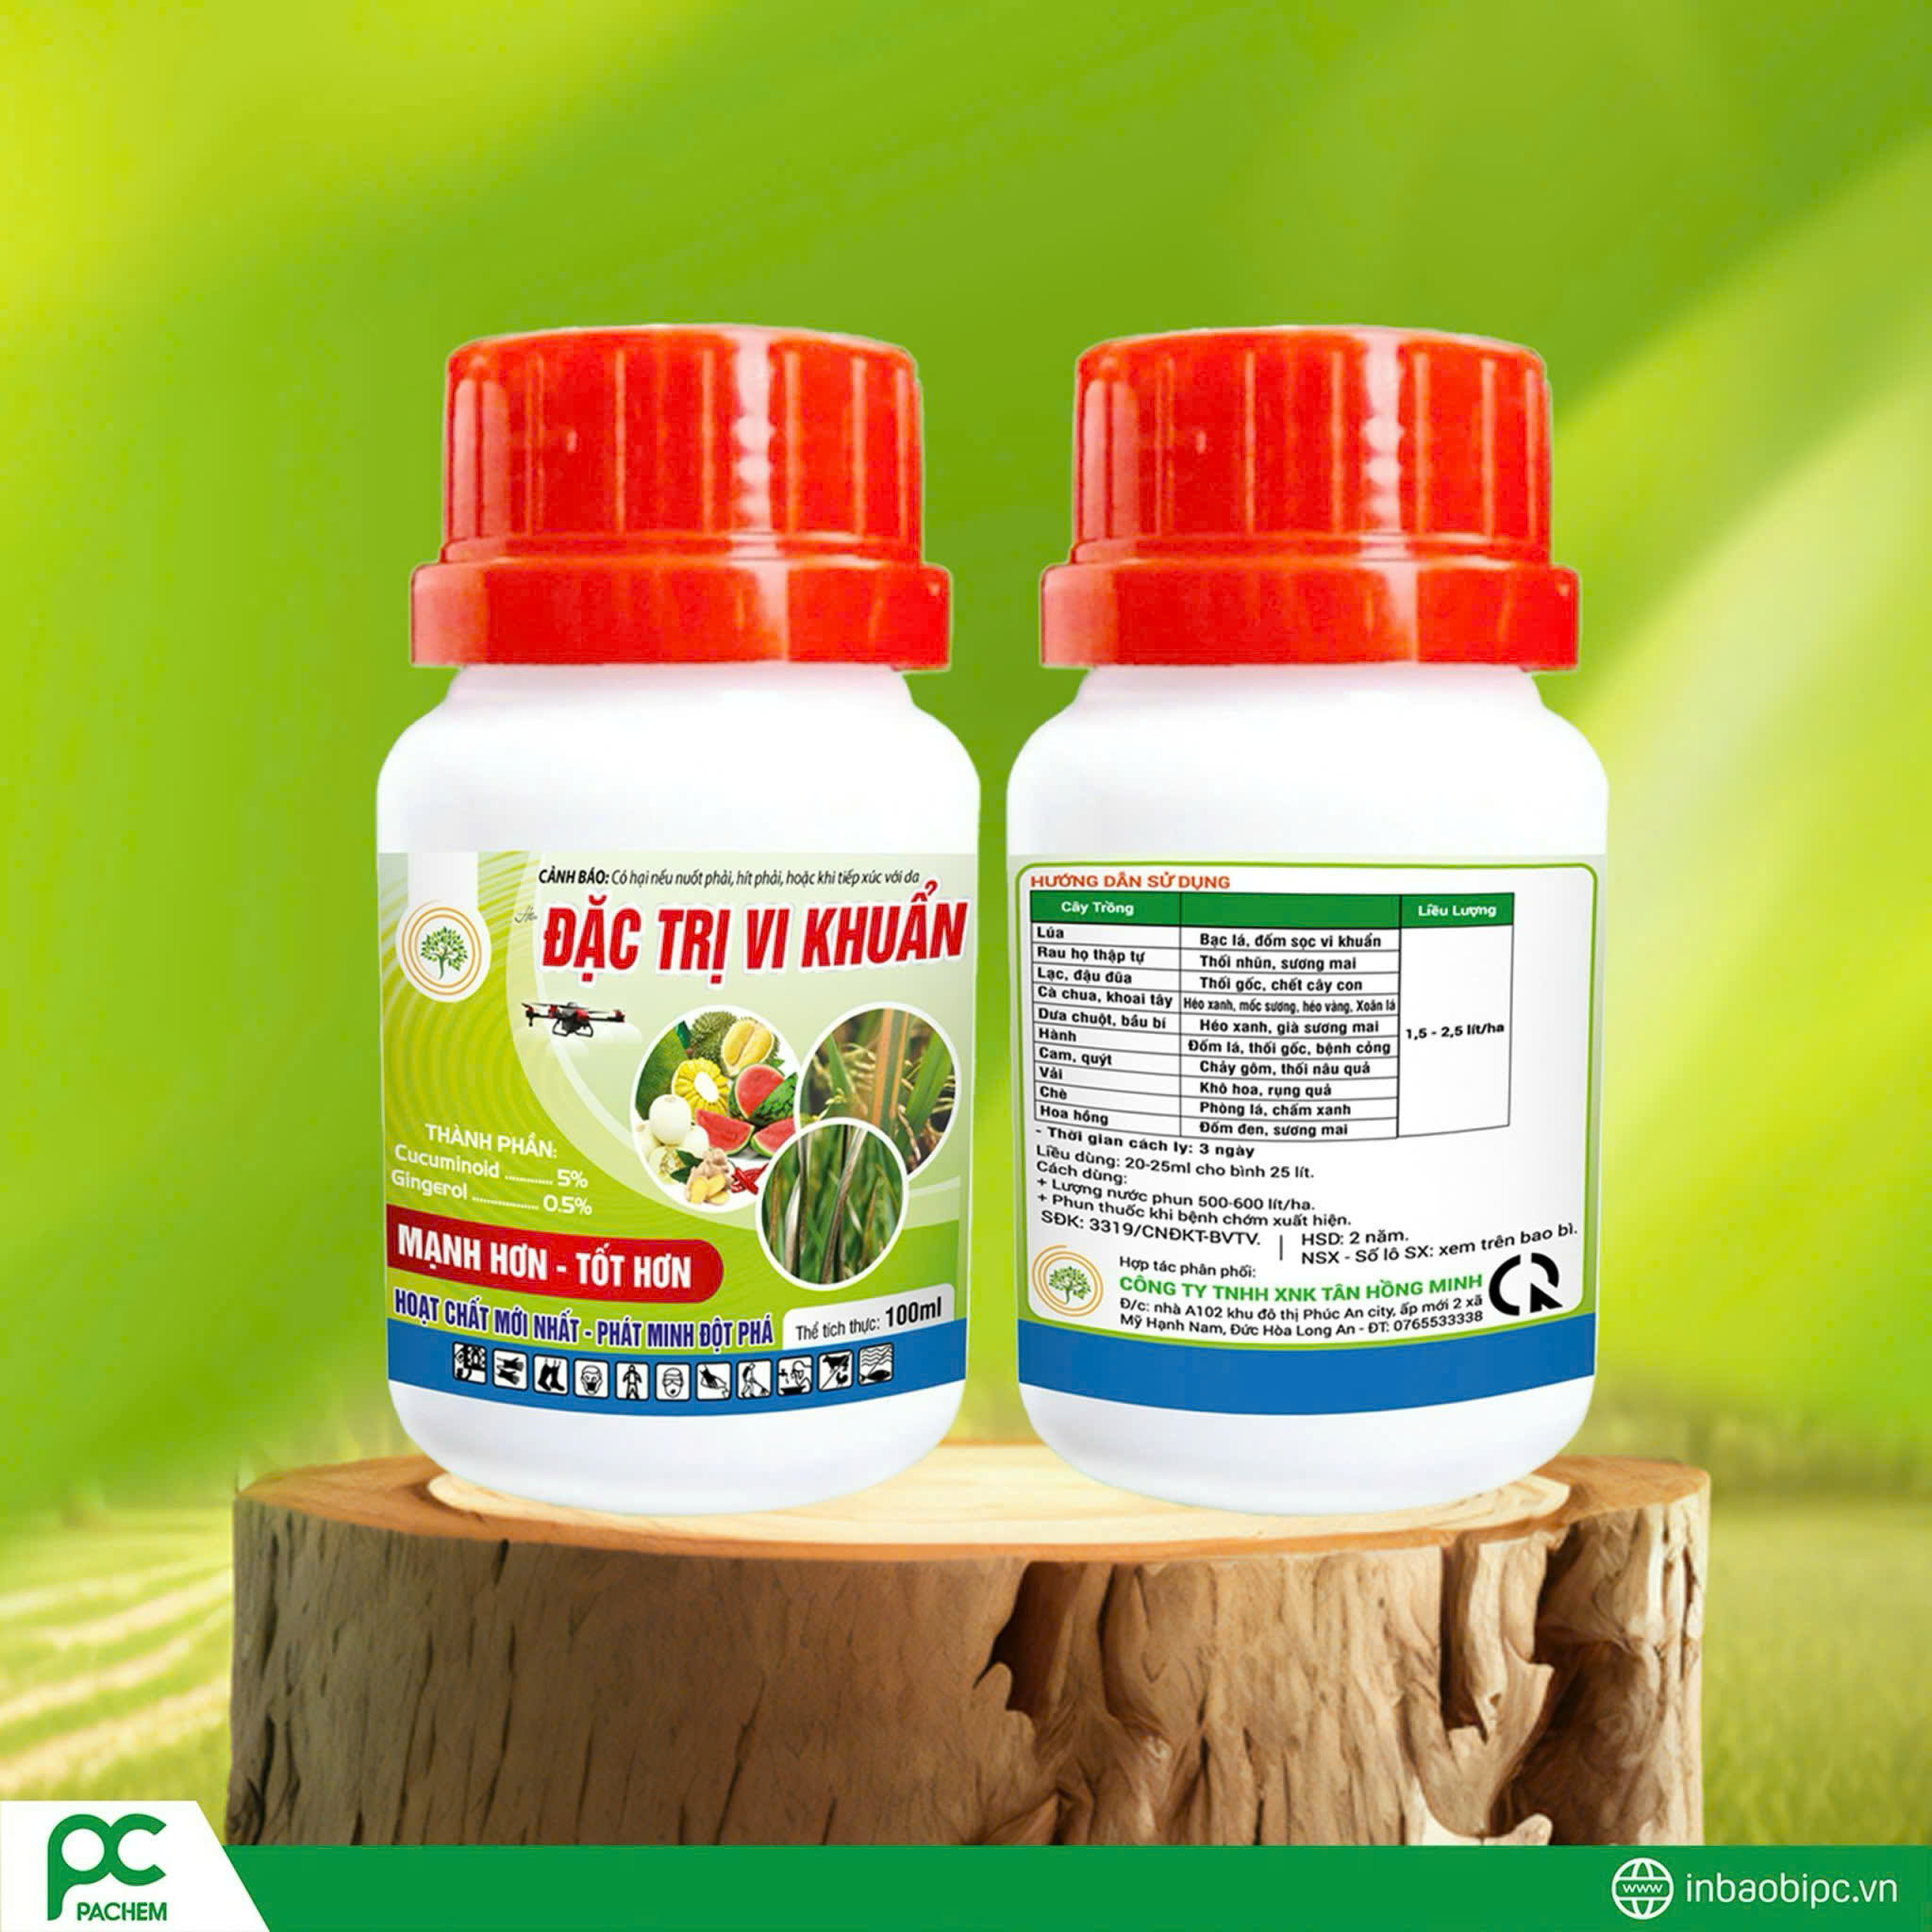 CẢNH BÁO: Có hại nếu nuốt phải, hít phải, hoặc khi tiếp xúc với da
ĐẶC TRỊ VI KHUẨN
THÀNH PHẦN:
Cucuminoid ............ 5%
Gingerol ................. 0.5%
MẠNH HƠN - TỐT HƠN
HOẠT CHẤT MỚI NHẤT - PHÁT MINH ĐỘT PHÁ
Thể tích thực: 100ml
HƯỚNG DẪN SỬ DỤNG
Cây Trồng Liều Lượng
Lúa Bạc lá, đốm sọc vi khuẩn
Rau họ thập tự Thối nhũn, sương mai
Lạc, đậu đũa Thối gốc, chết cây con
Cà chua, khoai tây Héo xanh, mốc sương, héo vàng, Xoăn lá
Dưa chuột, bầu bí Héo xanh, giả sương mai
Hành Đốm lá, thối gốc, bệnh cỏng
Cam, quýt Chảy gôm, thối nâu quả
Vải Khô hoa, rụng quả
Chè Phòng lá, chấm xanh
Hoa hồng Đốm đen, sương mai
1,5 - 2,5 lít/ha
- Thời gian cách ly: 3 ngày
Liều dùng: 20-25ml cho bình 25 lít.
Cách dùng:
+ Lượng nước phun 500-600 lít/ha.
+ Phun thuốc khi bệnh chớm xuất hiện.
SĐK: 3319/CNĐKT-BVTV. | HSD: 2 năm.
NSX - Số lô SX: xem trên bao bì.
Hợp tác phân phối:
CÔNG TY TNHH XNK TÂN HỒNG MINH
Đ/c: nhà A102 khu đô thị Phúc An city, ấp mới 2 xã
Mỹ Hạnh Nam, Đức Hòa Long An - ĐT: 0765533338
CR
PC
PACHEM
www
inbaobipc.vn